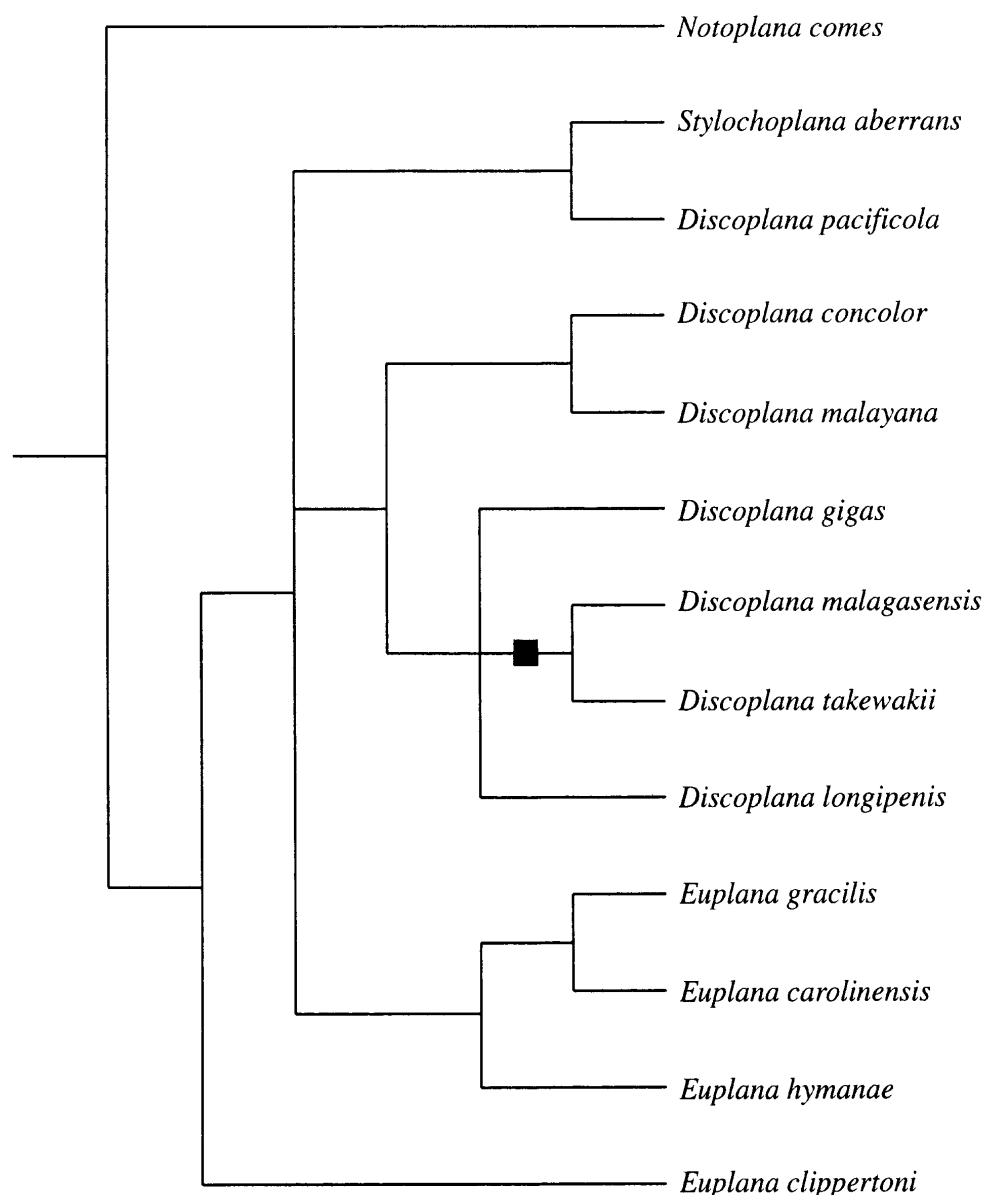 Notoplana comes
Stylochoplana aberrans
Discoplana pacificola
Discoplana concolor
Discoplana malayana
Discoplana gigas
Discoplana malagasensis
Discoplana takewakii
Discoplana longipenis
Euplana gracilis
Euplana carolinensis
Euplana hymanae
Euplana clippertoni